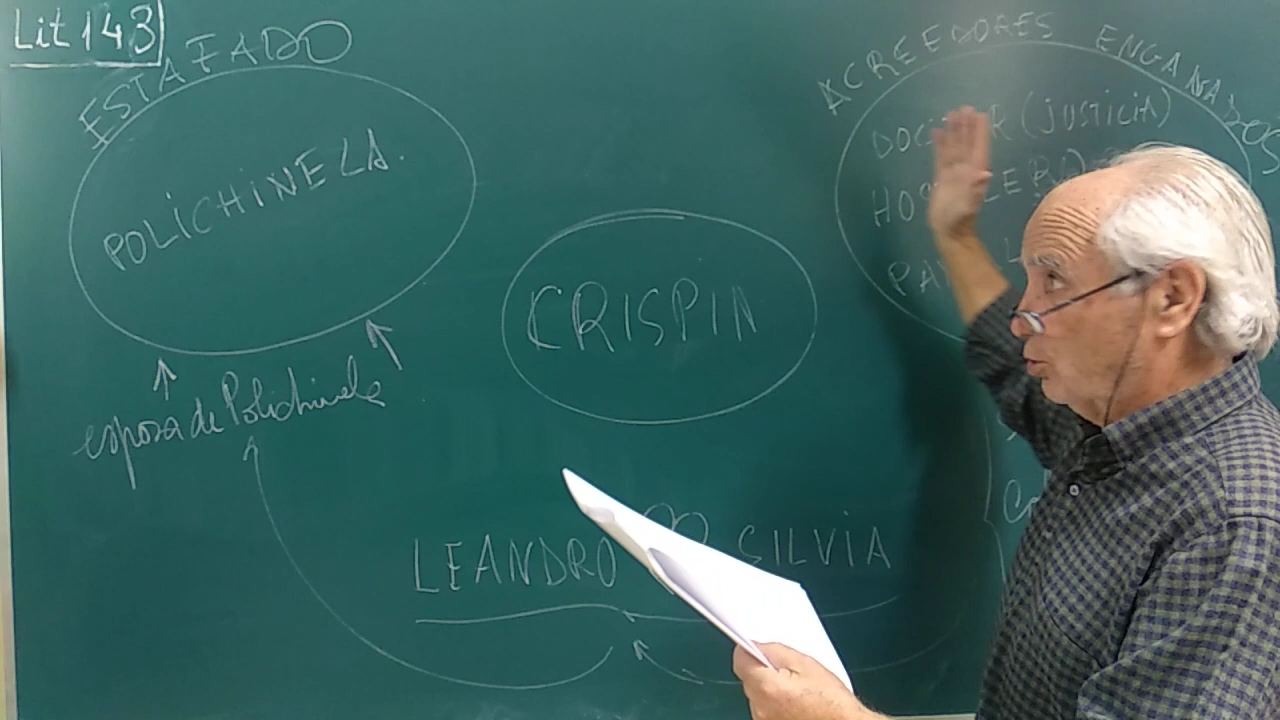 Lit 143
ESTAFADO
POLICHINELA.
esposa de Polichinela
CRISPIN
LEANDRO
SILVIA
ACREEDORES ENGAÑADOS
(JUSTICIA)